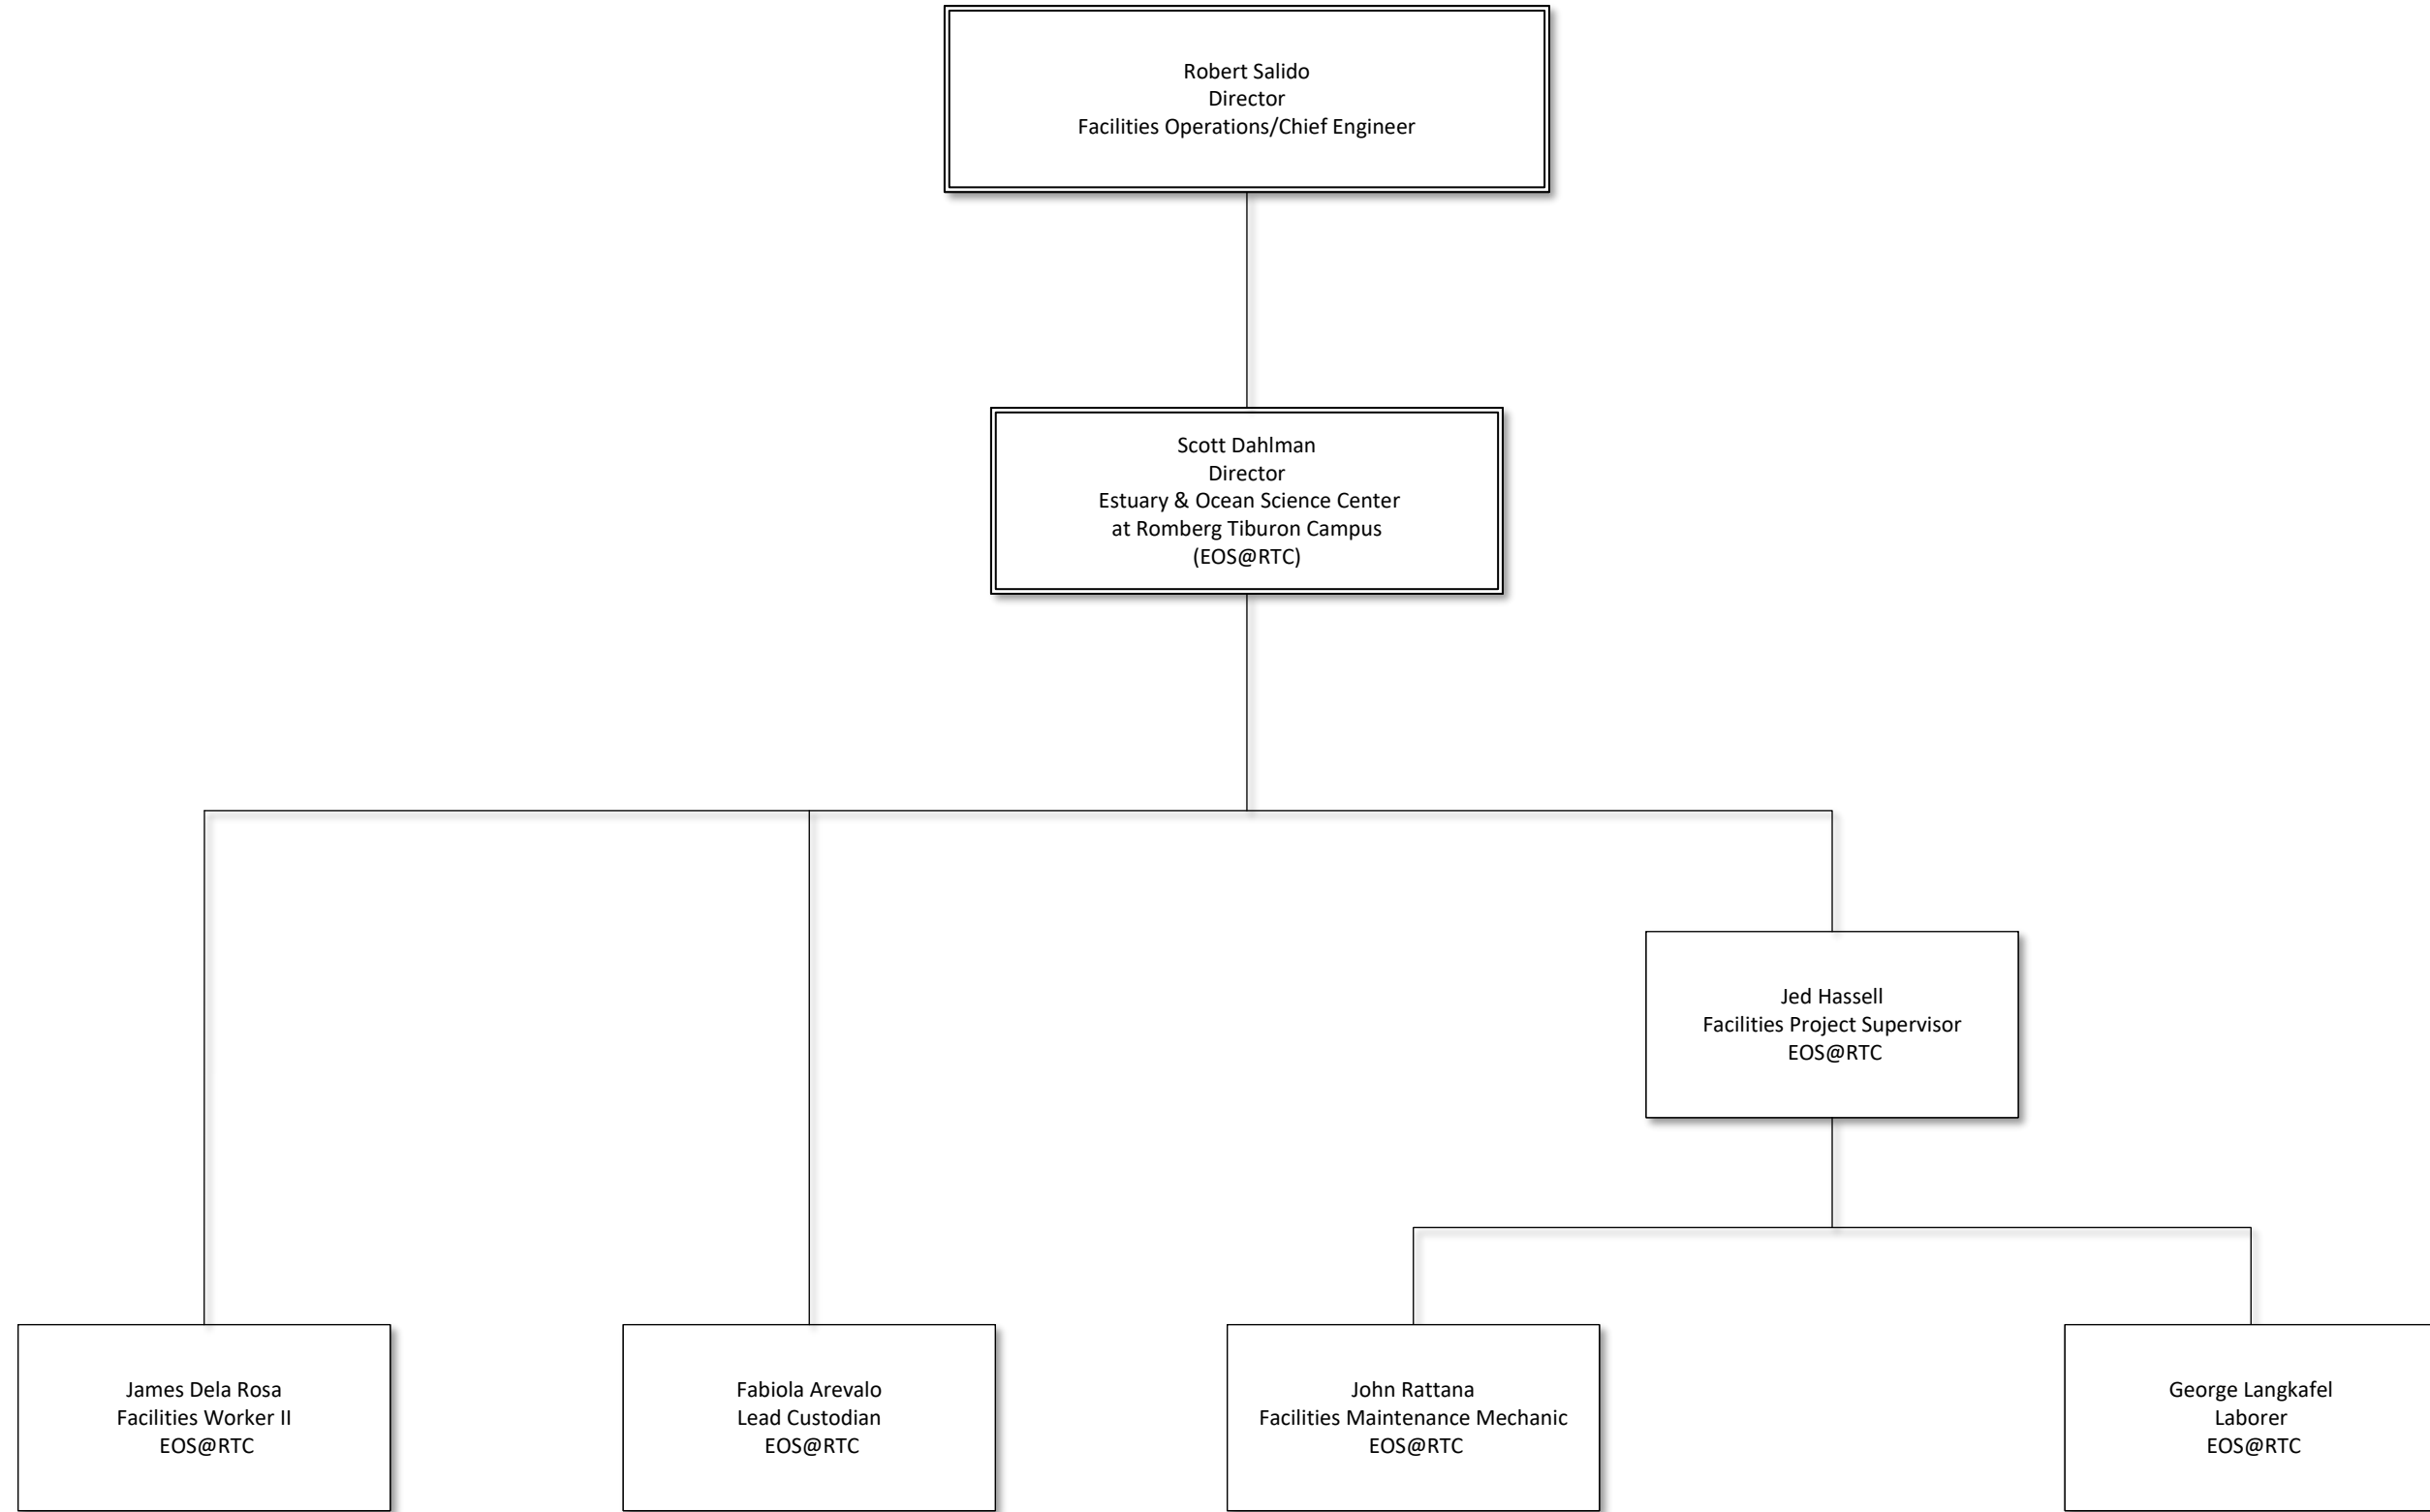 Robert Salido
Director
Facilities Operations/Chief Engineer
Scott Dahlman
Director
Estuary & Ocean Science Center
at Romberg Tiburon Campus
(EOS@RTC)
Jed Hassell
Facilities Project Supervisor
EOS@RTC
James Dela Rosa
Facilities Worker II
EOS@RTC
Fabiola Arevalo
Lead Custodian
EOS@RTC
John Rattana
Facilities Maintenance Mechanic
EOS@RTC
George Langkafel
Laborer
EOS@RTC